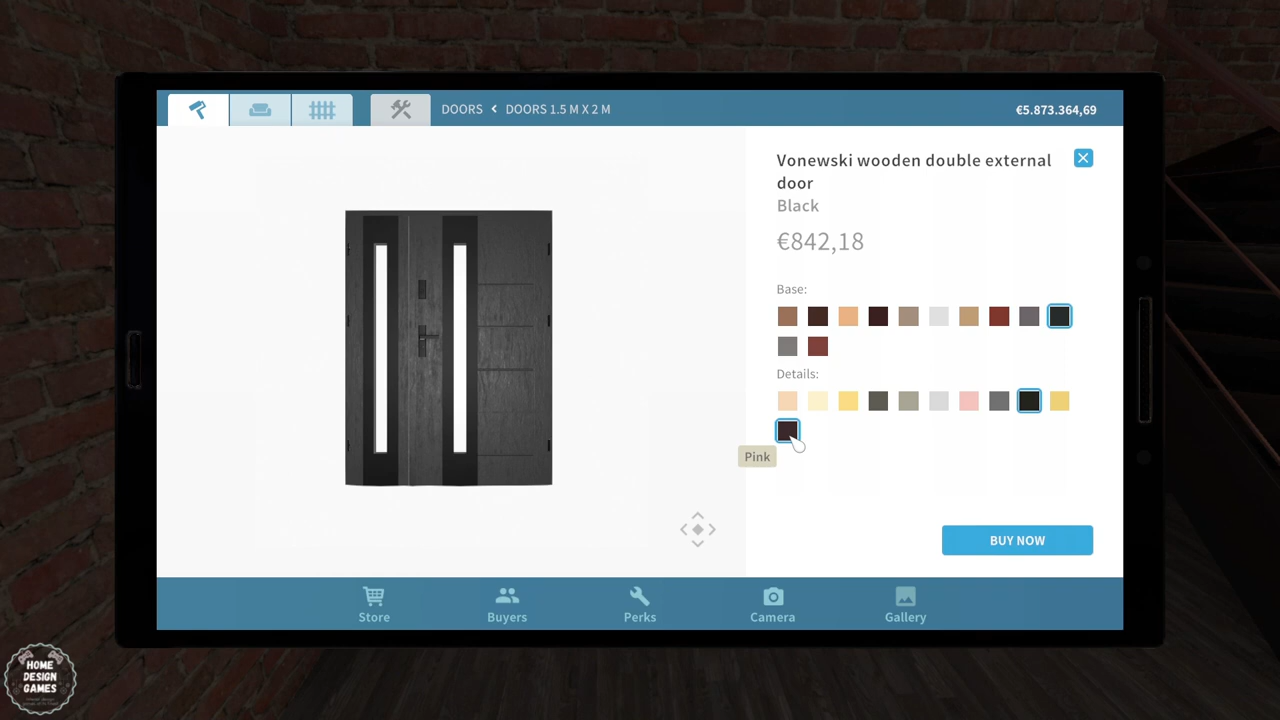 DOORS
DOORS 1.5 M X 2 M
€5.873.364,69
Vonewski wooden double external
door
Black
€842,18
Base:
Details:
Pink
BUY NOW
Store
Buyers
Perks
Camera
Gallery
HOME
DESIGN
GAMES